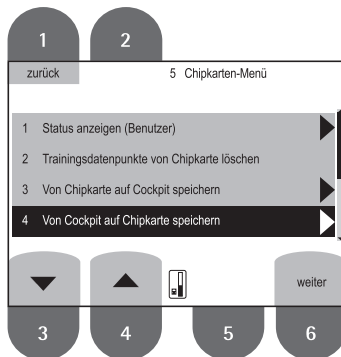 1 2
zurück 5 Chipkarten-Menü
1 Status anzeigen (Benutzer)
2 Trainingsdatenpunkte von Chipkarte löschen
3 Von Chipkarte auf Cockpit speichern
4 Von Cockpit auf Chipkarte speichern
weiter
3 4 5 6